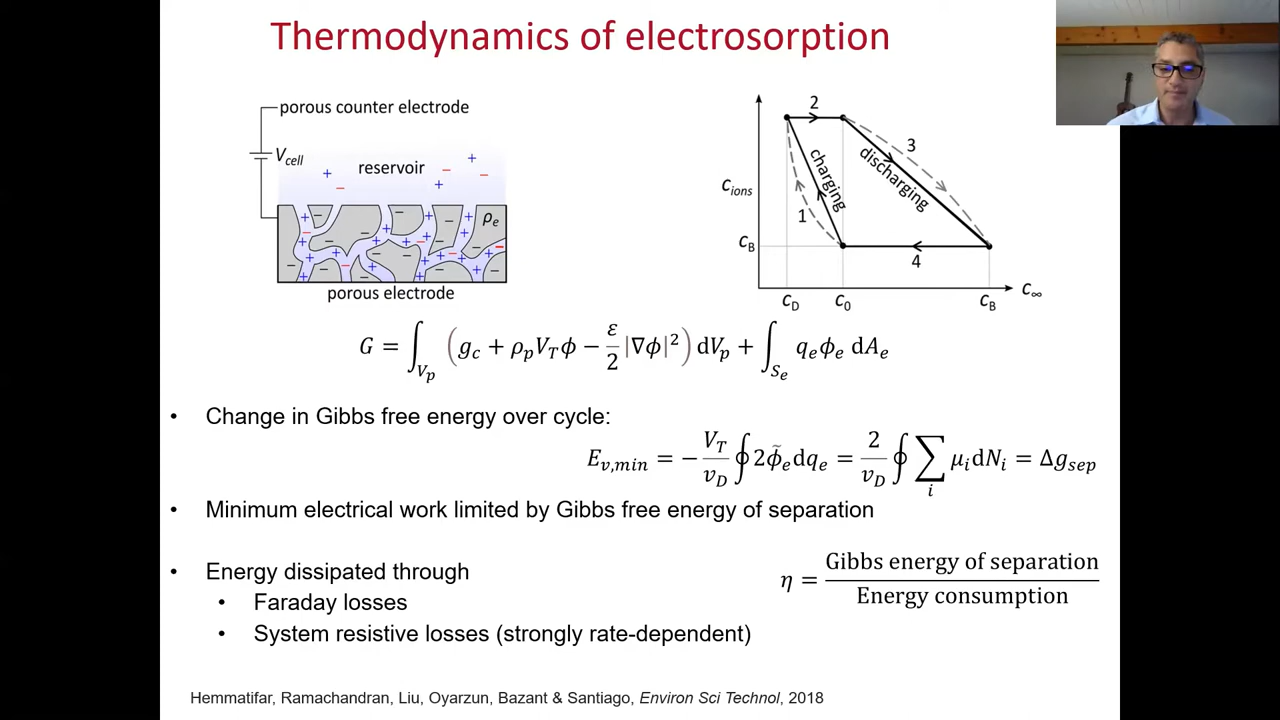 Thermodynamics of electrosorption
porous counter electrode
V_cell
reservoir
ρ_e
porous electrode
c_ions
c_B
2
3
charging
discharging
1
4
c_D c_0 c_B c_∞
G = ∫_{V_p} (g_c + ρ_p V_T ϕ − ε/2 |∇ϕ|²) dV_p + ∫_{S_e} q_e ϕ_e dA_e
• Change in Gibbs free energy over cycle:
E_{v,min} = − V_T/v_D ∮ 2ϕ̃_e dq_e = 2/v_D ∮ ∑_i μ_i dN_i = Δg_sep
• Minimum electrical work limited by Gibbs free energy of separation
• Energy dissipated through
η = Gibbs energy of separation / Energy consumption
• Faraday losses
• System resistive losses (strongly rate-dependent)
Hemmatifar, Ramachandran, Liu, Oyarzun, Bazant & Santiago, Environ Sci Technol, 2018